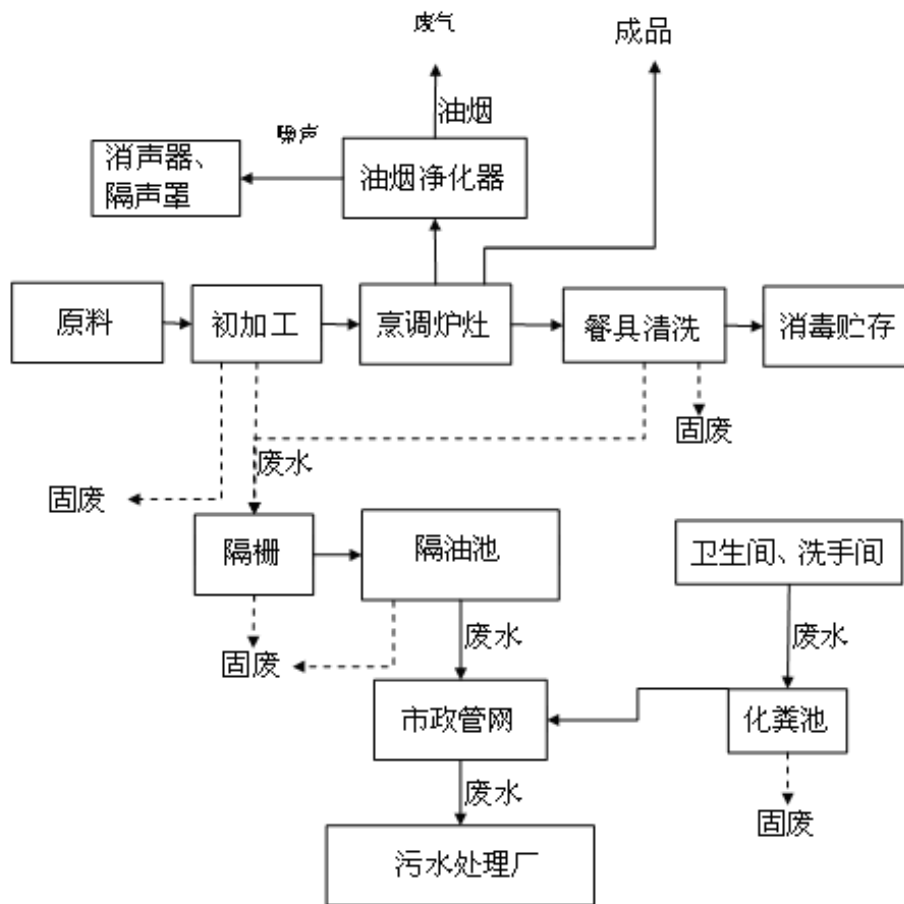 废气
成品
油烟
噪声
消声器、
隔声罩
油烟净化器
原料
初加工
烹调炉灶
餐具清洗
消毒贮存
固废
废水
固废
隔栅
隔油池
卫生间、洗手间
固废
废水
废水
市政管网
化粪池
废水
固废
污水处理厂